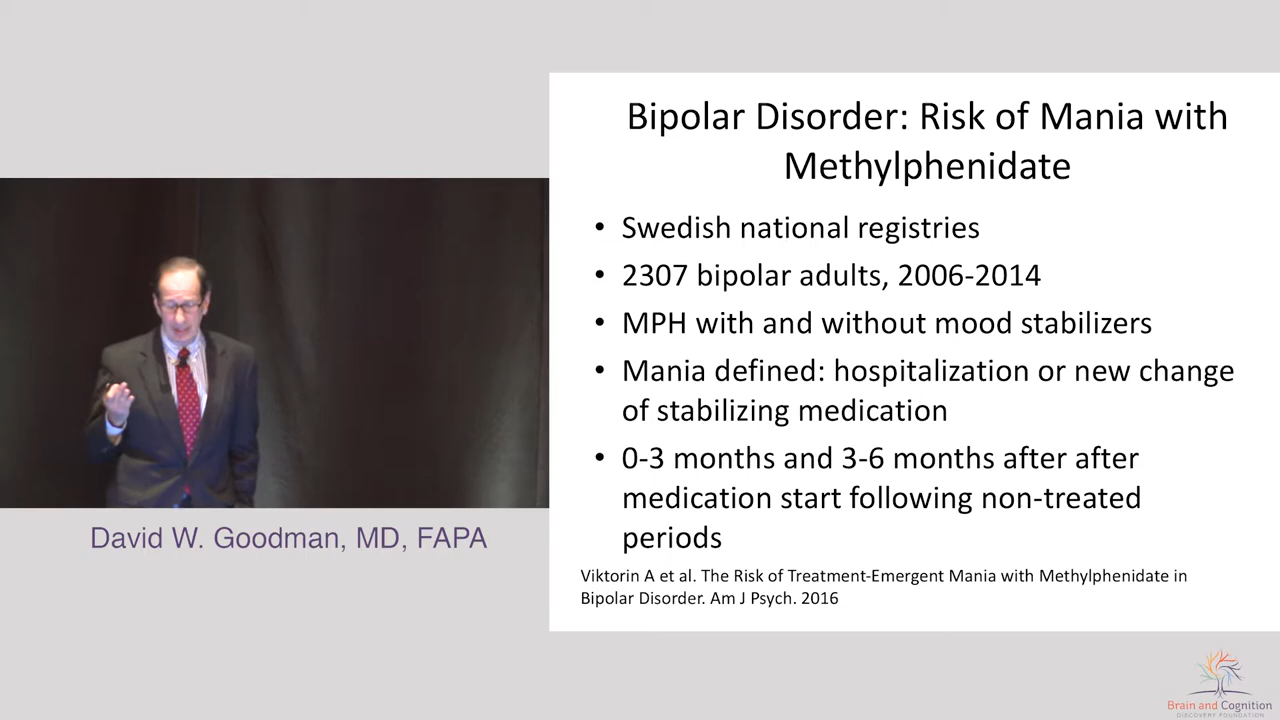 Bipolar Disorder: Risk of Mania with
Methylphenidate
• Swedish national registries
• 2307 bipolar adults, 2006-2014
• MPH with and without mood stabilizers
• Mania defined: hospitalization or new change
of stabilizing medication
• 0-3 months and 3-6 months after after
medication start following non-treated
periods
Viktorin A et al. The Risk of Treatment-Emergent Mania with Methylphenidate in
Bipolar Disorder. Am J Psych. 2016
David W. Goodman, MD, FAPA
Brain and Cognition
DISCOVERY FOUNDATION